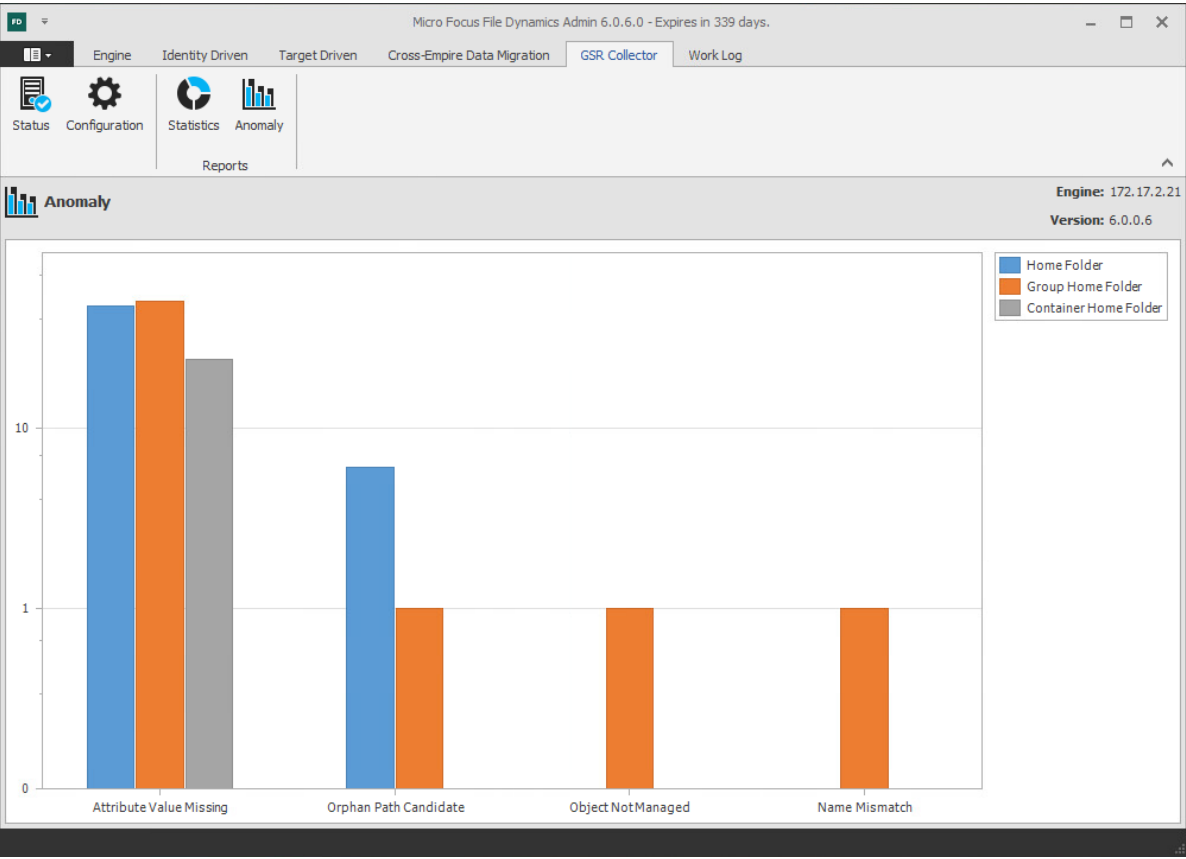 FD
Micro Focus File Dynamics Admin 6.0.6.0 - Expires in 339 days.
Engine Identity Driven Target Driven Cross-Empire Data Migration GSR Collector Work Log
Status Configuration Statistics Anomaly
Reports
Anomaly
Engine: 172.17.2.21
Version: 6.0.0.6
Home Folder
Group Home Folder
Container Home Folder
10
1
0
Attribute Value Missing Orphan Path Candidate Object Not Managed Name Mismatch